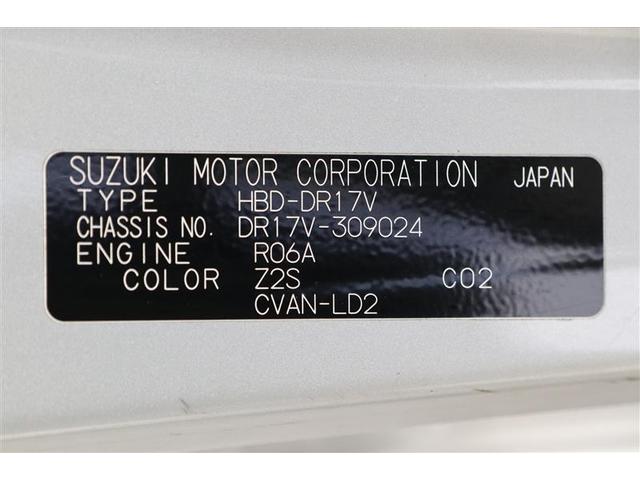 SUZUKI MOTOR CORPORATION JAPAN
TYPE HBD-DR17V
CHASSIS NO. DR17V-309024
ENGINE R06A
COLOR Z2S C02
CVAN-LD2